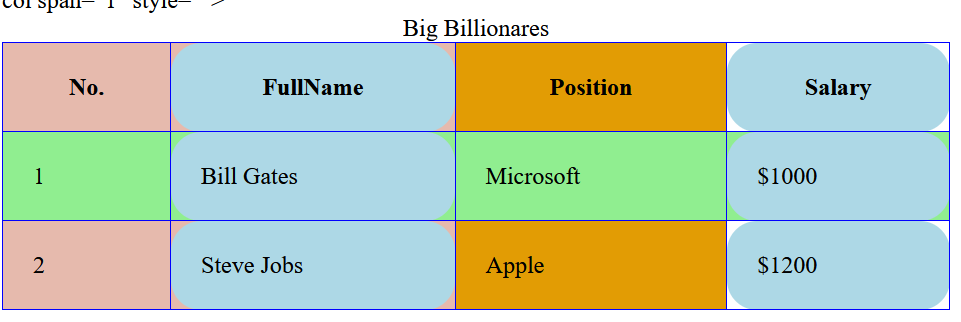 col span= 1 style= >
Big Billionares
No. FullName Position Salary
1 Bill Gates Microsoft $1000
2 Steve Jobs Apple $1200